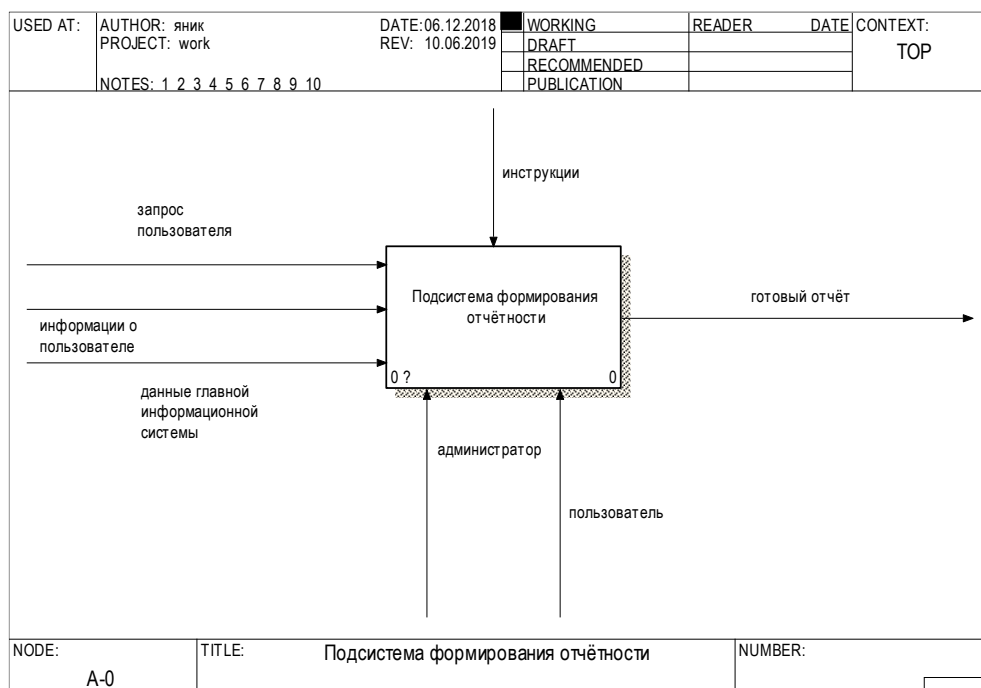 USED AT:
AUTHOR: яник
DATE:06.12.2018
WORKING
READER
DATE
CONTEXT:
PROJECT: work
REV: 10.06.2019
DRAFT
TOP
RECOMMENDED
NOTES: 1 2 3 4 5 6 7 8 9 10
PUBLICATION
инструкции
запрос
пользователя
Подсистема формирования
отчётности
готовый отчёт
информации о
пользователе
0 ?
0
данные главной
информационной
системы
администратор
пользователь
NODE:
TITLE:
Подсистема формирования отчётности
NUMBER:
A-0